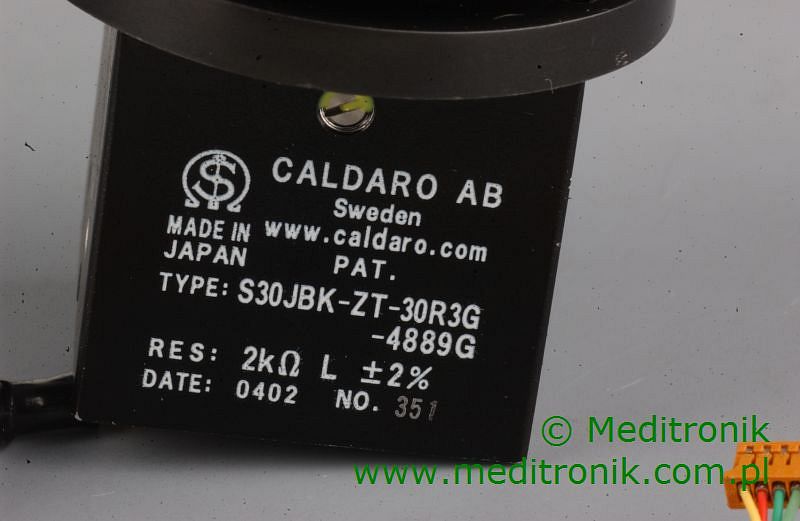 S
CALDARO AB
Sweden
MADE IN JAPAN
www.caldaro.com
PAT.
TYPE: S30JBK-ZT-30R3G
-4889G
RES: 2kΩ L ±2%
DATE: 0402 NO. 351
© Meditronik
www.meditronik.com.pl